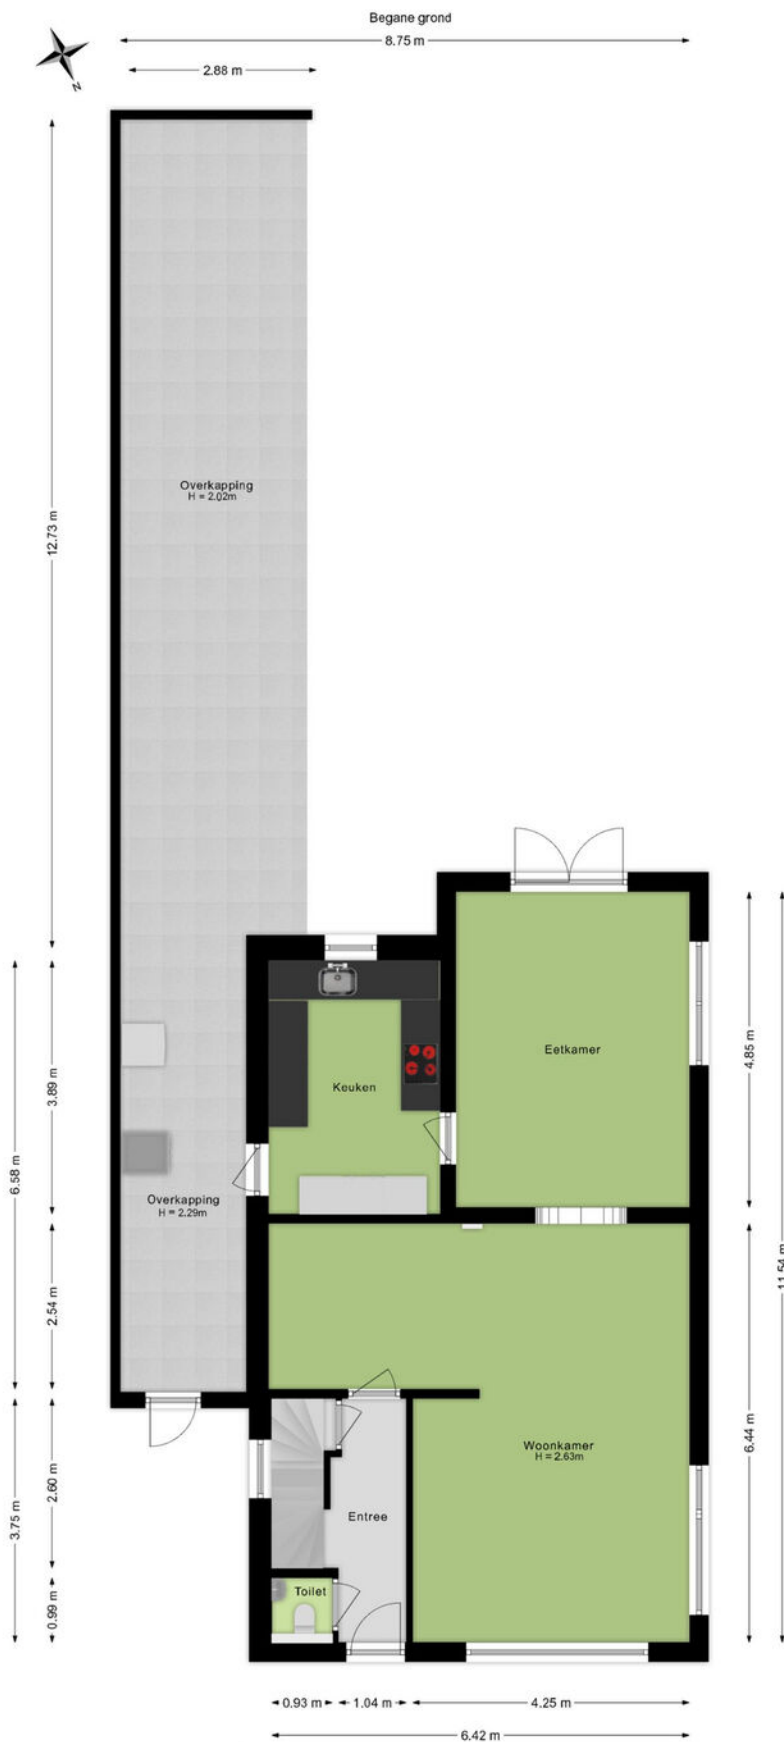 Begane grond
8.75 m
2.88 m
N
12.73 m
Overkapping
H = 2.02m
6.58 m
3.89 m
Keuken
Eetkamer
4.85 m
Overkapping
H = 2.29m
2.54 m
11.54 m
3.75 m
2.60 m
Woonkamer
H = 2.63m
6.44 m
Entree
0.99 m
Toilet
0.93 m
1.04 m
4.25 m
6.42 m